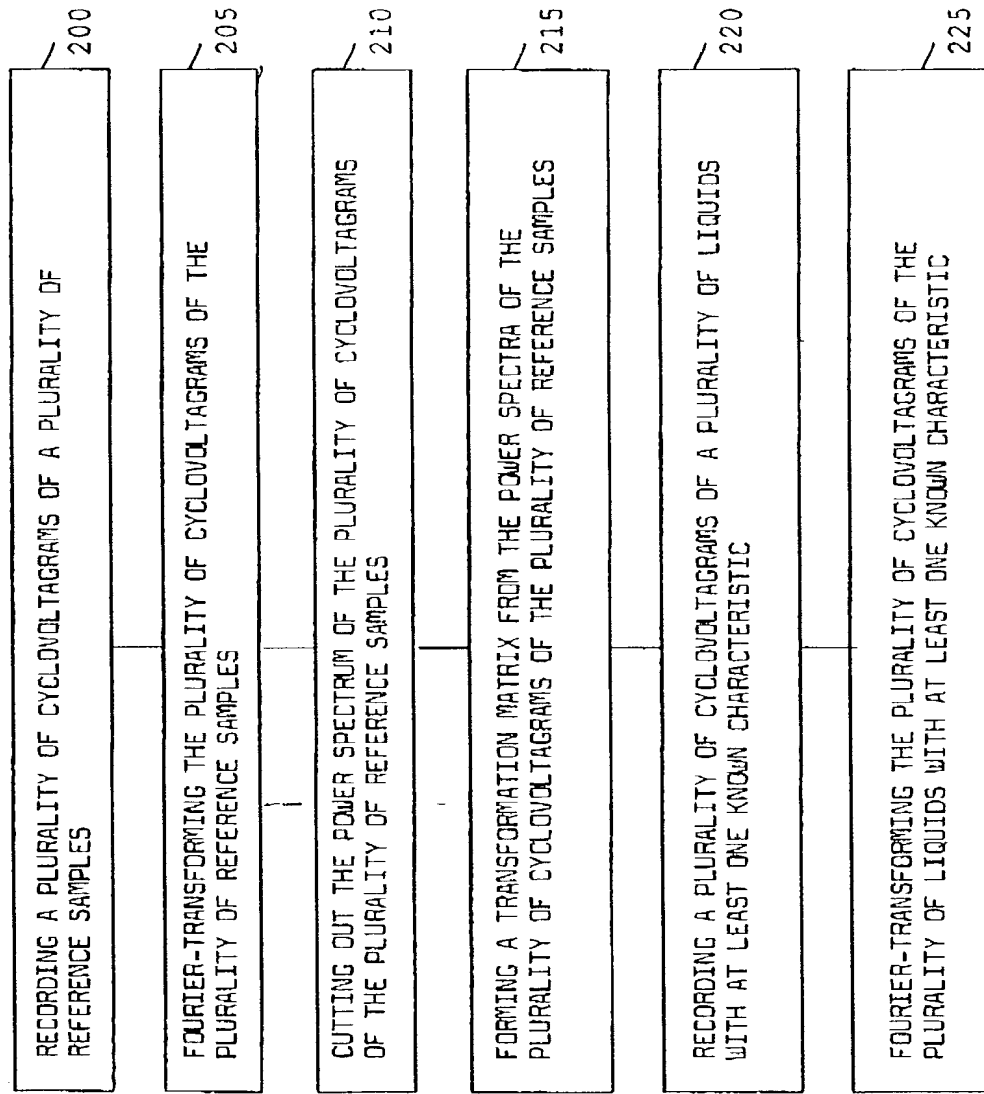 RECORDING A PLURALITY OF CYCLOVOLTAGRAMS OF A PLURALITY OF
REFERENCE SAMPLES
200
FOURIER-TRANSFORMING THE PLURALITY OF CYCLOVOLTAGRAMS OF THE
PLURALITY OF REFERENCE SAMPLES
205
CUTTING OUT THE POWER SPECTRUM OF THE PLURALITY OF CYCLOVOLTAGRAMS
OF THE PLURALITY OF REFERENCE SAMPLES
210
FORMING A TRANSFORMATION MATRIX FROM THE POWER SPECTRA OF THE
PLURALITY OF CYCLOVOLTAGRAMS OF THE PLURALITY OF REFERENCE SAMPLES
215
RECORDING A PLURALITY OF CYCLOVOLTAGRAMS OF A PLURALITY OF LIQUIDS
WITH AT LEAST ONE KNOWN CHARACTERISTIC
220
FOURIER-TRANSFORMING THE PLURALITY OF CYCLOVOLTAGRAMS OF THE
PLURALITY OF LIQUIDS WITH AT LEAST ONE KNOWN CHARACTERISTIC
225